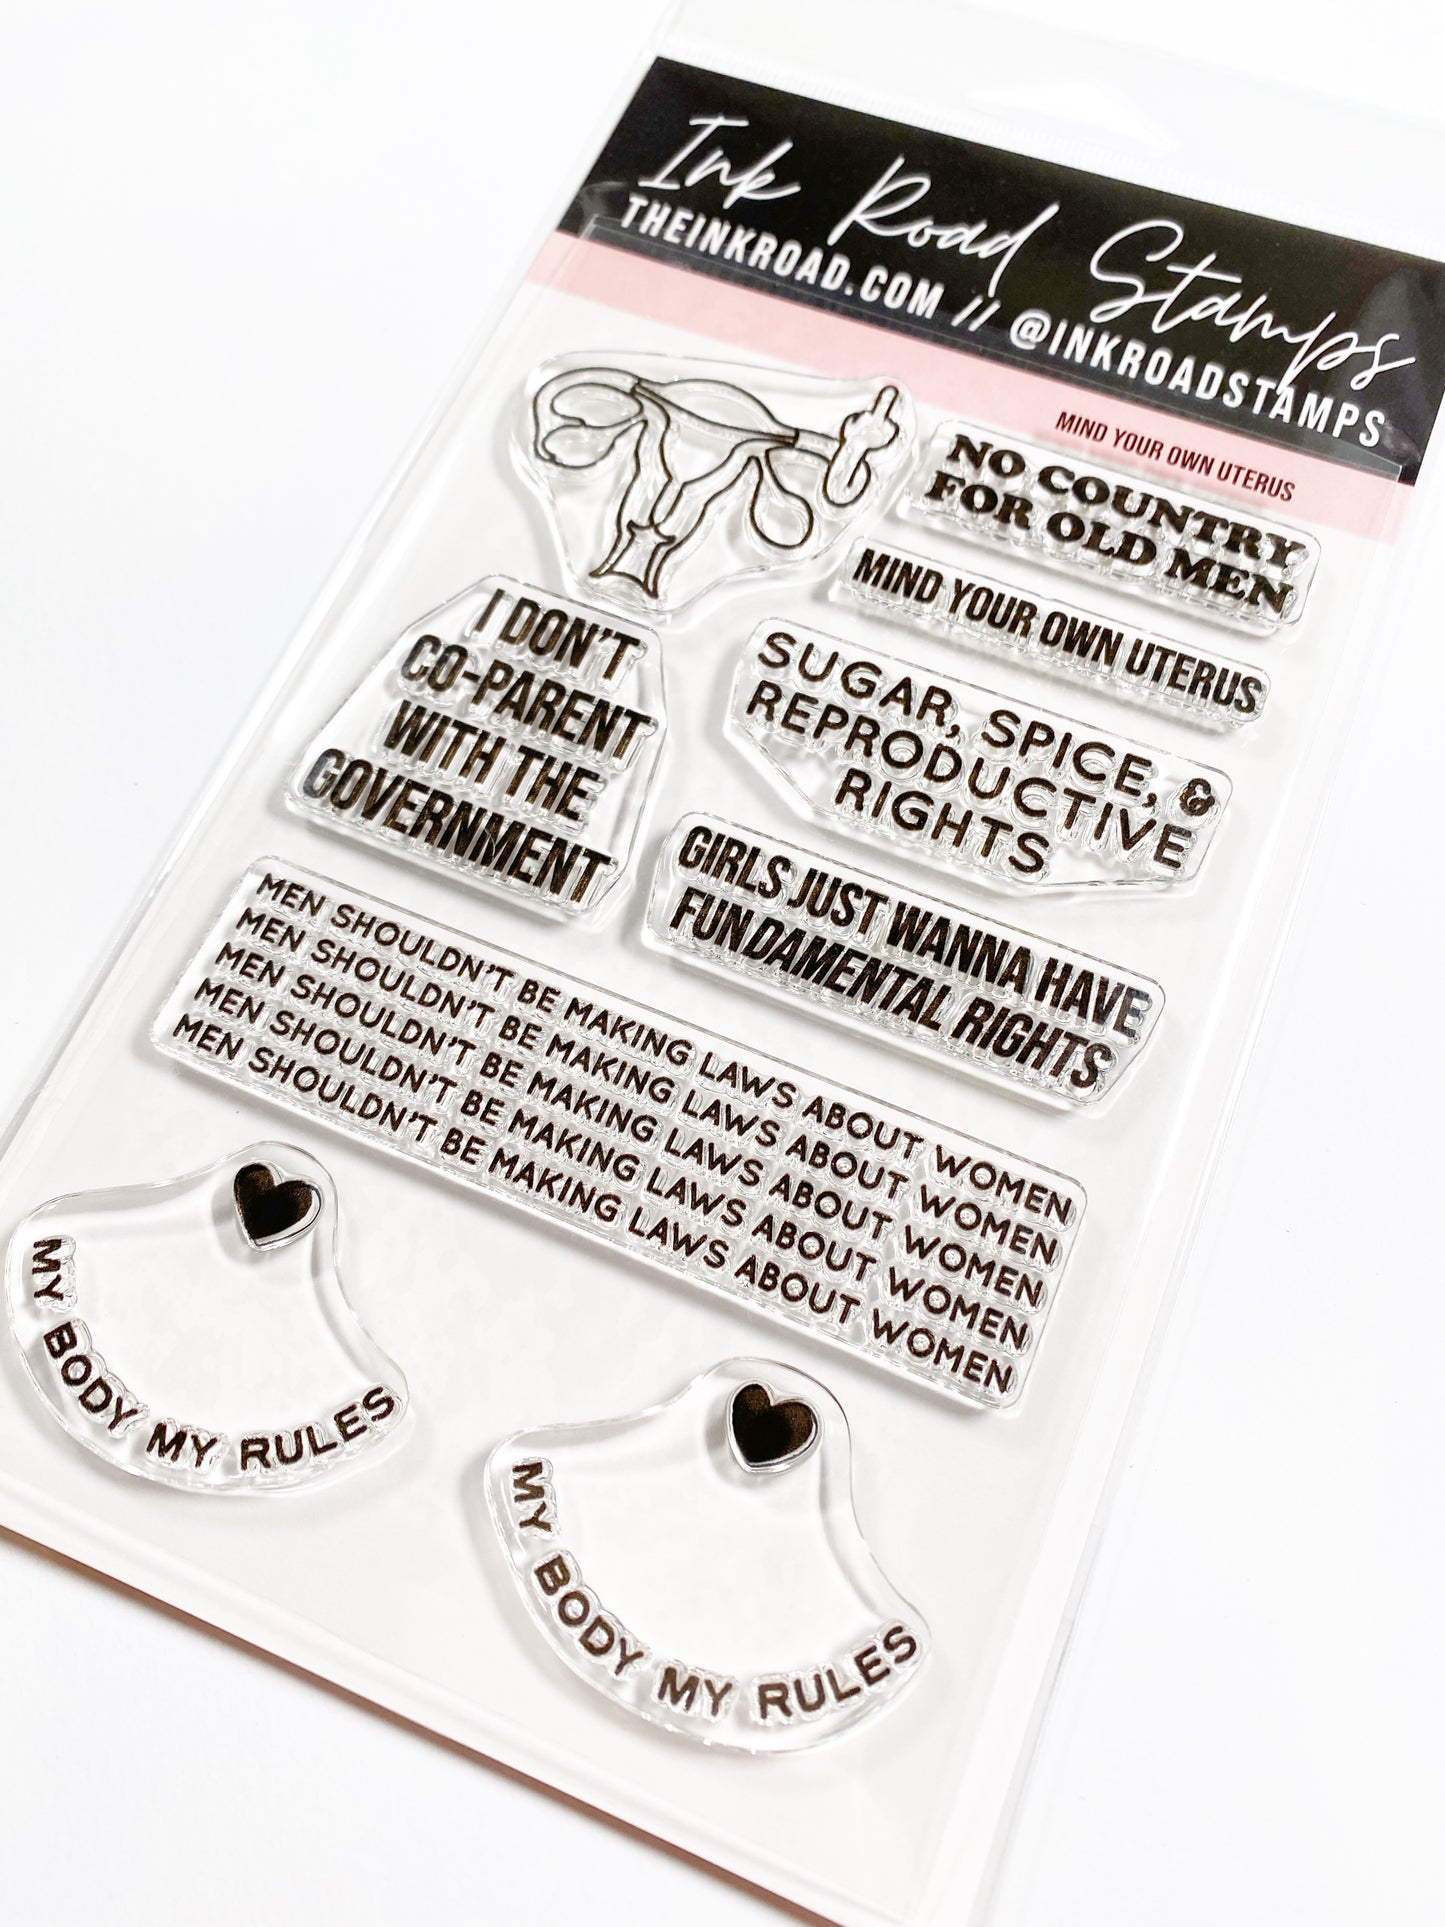 Ink Road Stamps
THEINKROAD.COM // @INKROADSTAMPS
MIND YOUR OWN UTERUS
NO COUNTRY
FOR OLD MEN
MIND YOUR OWN UTERUS
I DON'T
CO-PARENT
WITH THE
GOVERNMENT
SUGAR, SPICE, &
REPRODUCTIVE
RIGHTS
GIRLS JUST WANNA HAVE
FUNDAMENTAL RIGHTS
MEN SHOULDN'T BE MAKING LAWS ABOUT WOMEN
MEN SHOULDN'T BE MAKING LAWS ABOUT WOMEN
MEN SHOULDN'T BE MAKING LAWS ABOUT WOMEN
MEN SHOULDN'T BE MAKING LAWS ABOUT WOMEN
MEN SHOULDN'T BE MAKING LAWS ABOUT WOMEN
MY BODY MY RULES
MY BODY MY RULES